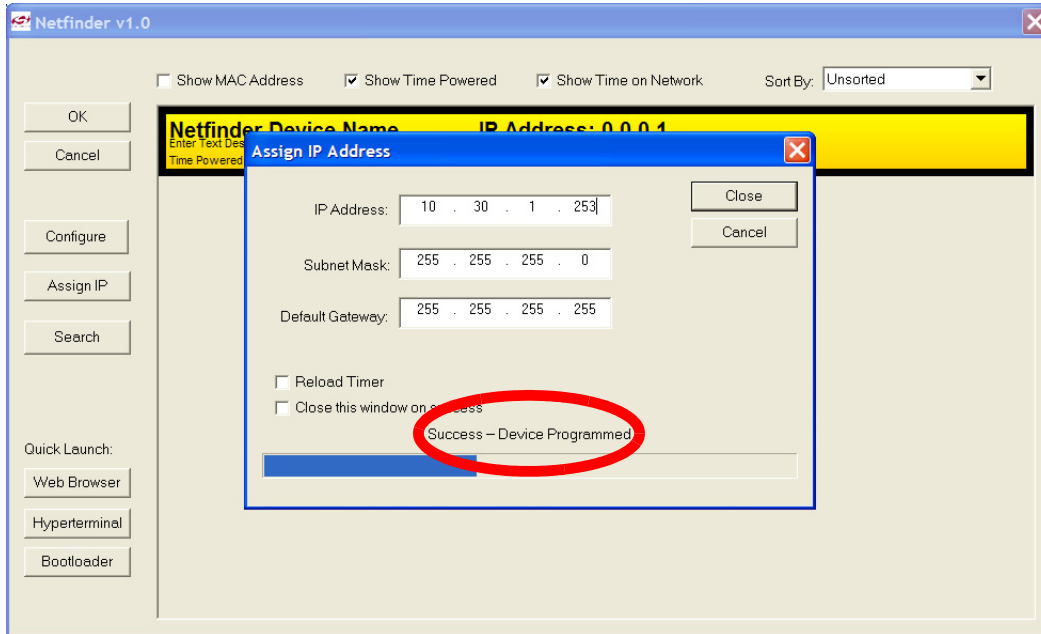 Netfinder v1.0
Show MAC Address
Show Time Powered
Show Time on Network
Sort By:
Unsorted
OK
Cancel
Configure
Assign IP
Search
Quick Launch:
Web Browser
Hyperterminal
Bootloader
Netfinder Device Name
IP Address: 0.0.0.1
Enter Text Des
Time Powered
Assign IP Address
IP Address:
10 . 30 . 1 . 253
Subnet Mask:
255 . 255 . 255 . 0
Default Gateway:
255 . 255 . 255 . 255
Close
Cancel
Reload Timer
Close this window on success
Success – Device Programmed